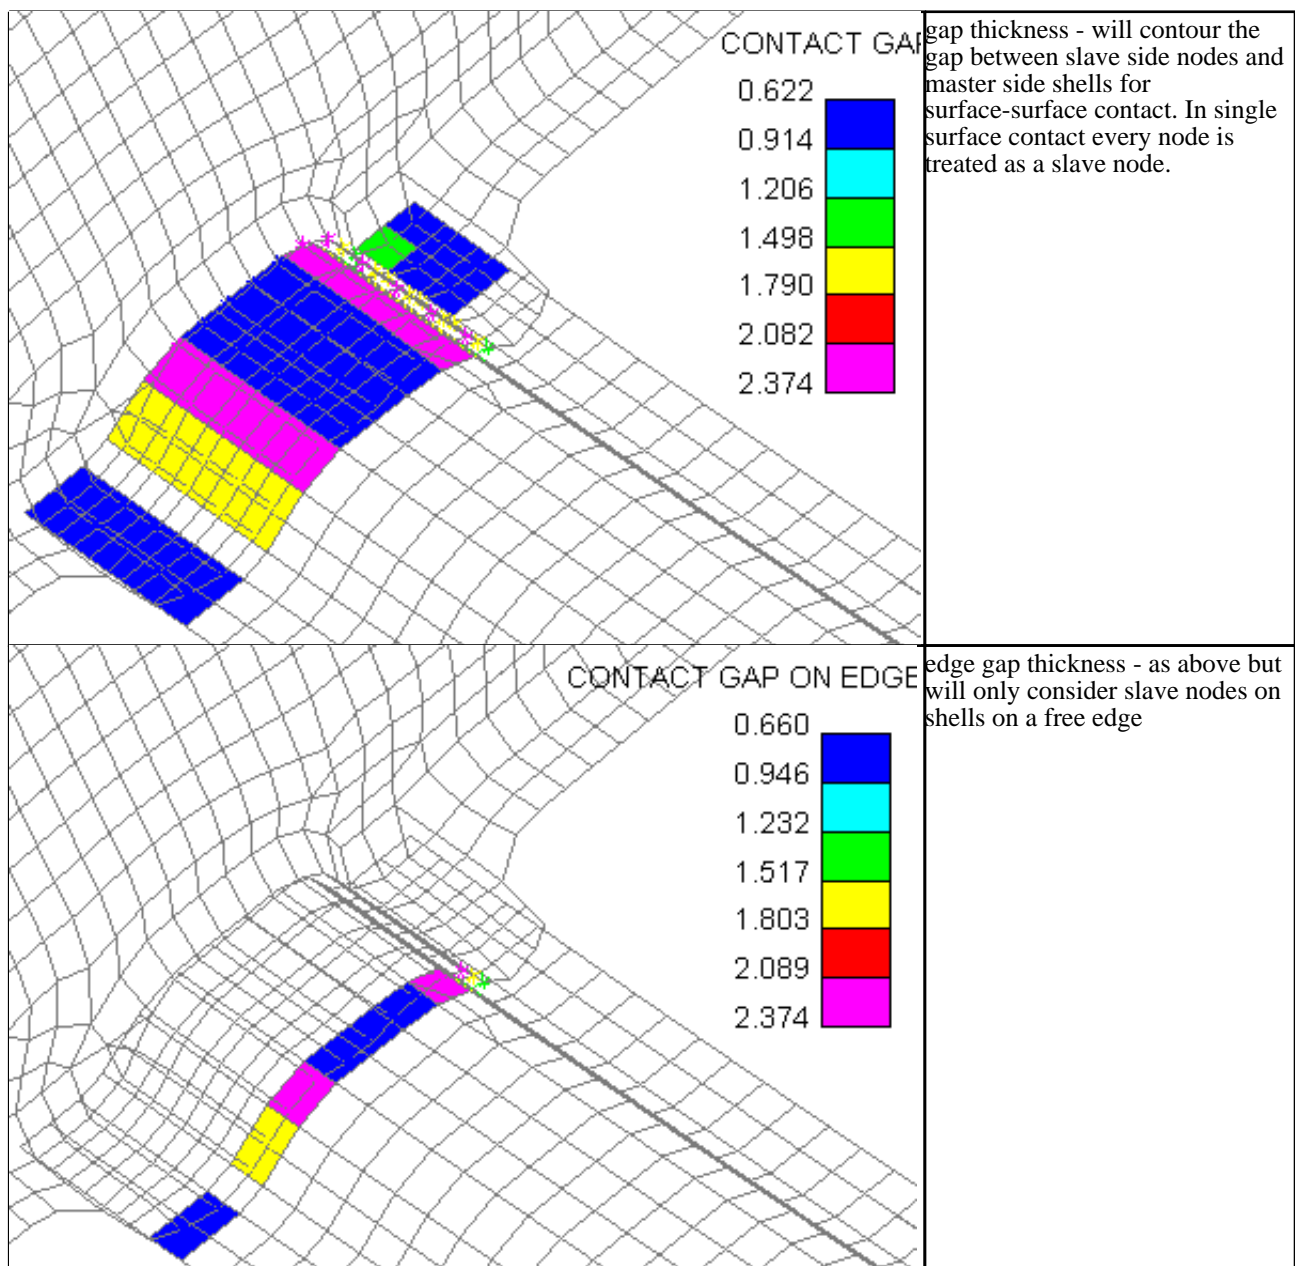 CONTACT GAP
0.622
0.914
1.206
1.498
1.790
2.082
2.374
gap thickness - will contour the
gap between slave side nodes and
master side shells for
surface-surface contact. In single
surface contact every node is
treated as a slave node.
CONTACT GAP ON EDGE
0.660
0.946
1.232
1.517
1.803
2.089
2.374
edge gap thickness - as above but
will only consider slave nodes on
shells on a free edge